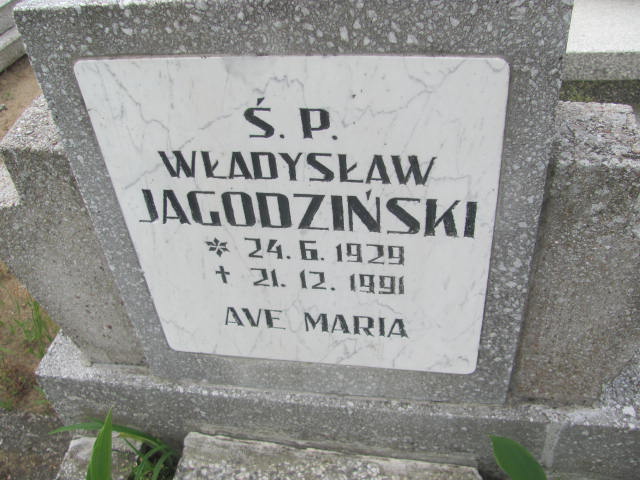 Ś. P.
WŁADYSŁAW
JAGODZIŃSKI
* 24. 6. 1929
† 21. 12. 1991
AVE MARIA